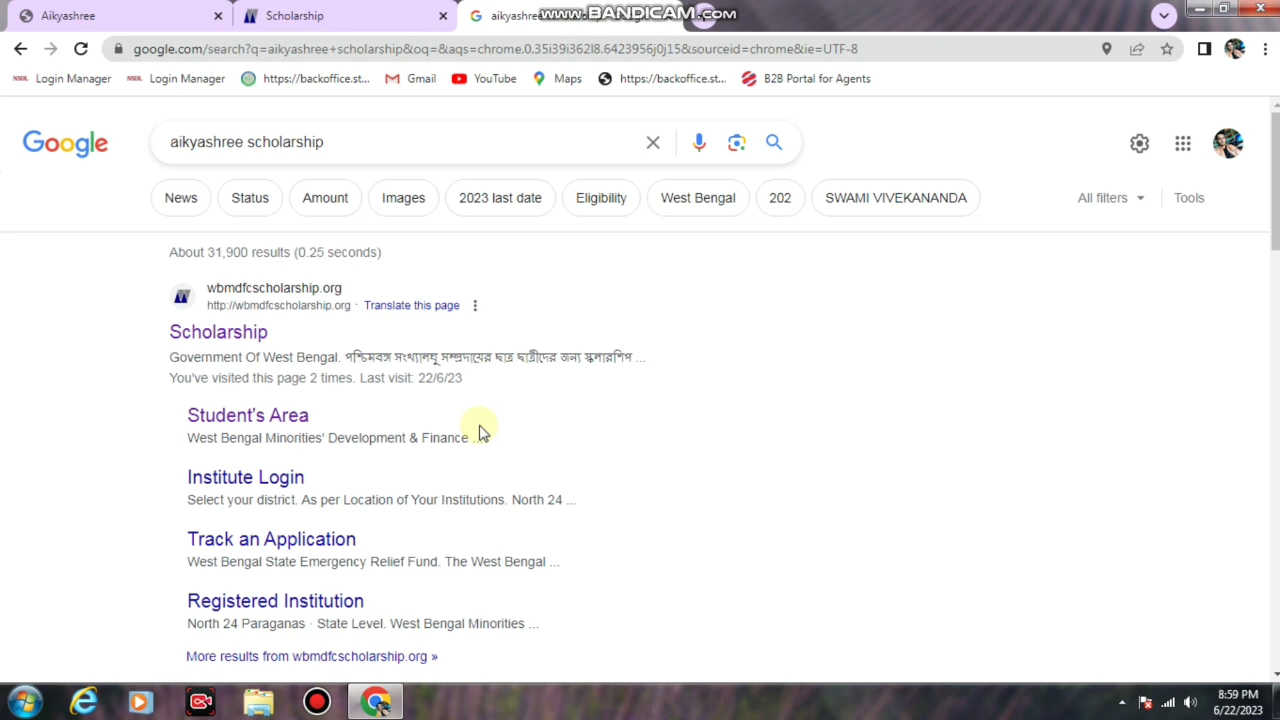 Aikyashree
Scholarship
aikyashree
www.BANDICAM.com
google.com/search?q=aikyashree+scholarship&oq=&aqs=chrome.0.35i39i362l8.6423956j0j15&sourceid=chrome&ie=UTF-8
NSDL Login Manager NSDL Login Manager https://backoffice.st... Gmail YouTube Maps https://backoffice.st... B2B Portal for Agents
Google
aikyashree scholarship
News Status Amount Images 2023 last date Eligibility West Bengal 202 SWAMI VIVEKANANDA All filters Tools
About 31,900 results (0.25 seconds)
wbmdfcscholarship.org
http://wbmdfcscholarship.org · Translate this page
Scholarship
Government Of West Bengal. পশ্চিমবঙ্গ সংখ্যালঘু সম্প্রদায়ের ছাত্র ছাত্রীদের জন্য স্কলারশিপ ...
You've visited this page 2 times. Last visit: 22/6/23
Student's Area
West Bengal Minorities' Development & Finance ...
Institute Login
Select your district. As per Location of Your Institutions. North 24 ...
Track an Application
West Bengal State Emergency Relief Fund. The West Bengal ...
Registered Institution
North 24 Paraganas · State Level. West Bengal Minorities ...
More results from wbmdfcscholarship.org »
8:59 PM
6/22/2023